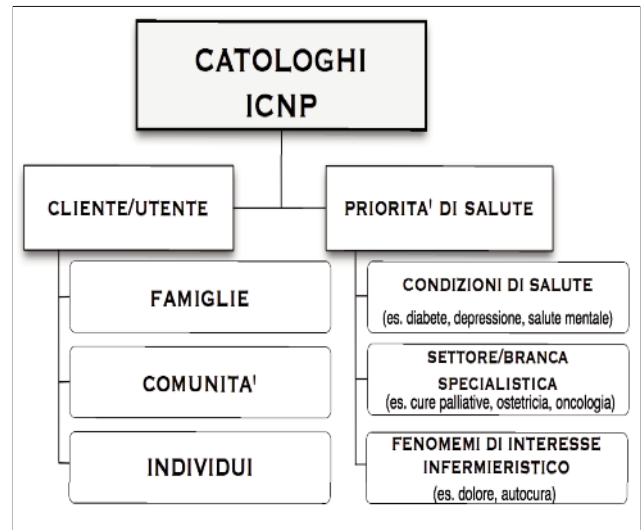 CATOLOGHI
ICNP
CLIENTE/UTENTE
PRIORITA' DI SALUTE
FAMIGLIE
COMUNITA'
INDIVIDUI
CONDIZIONI DI SALUTE
(es. diabete, depressione, salute mentale)
SETTORE/BRANCA
SPECIALISTICA
(es. cure palliative, ostetricia, oncologia)
FENOMEMI DI INTERESSE
INFERMIERISTICO
(es. dolore, autocura)